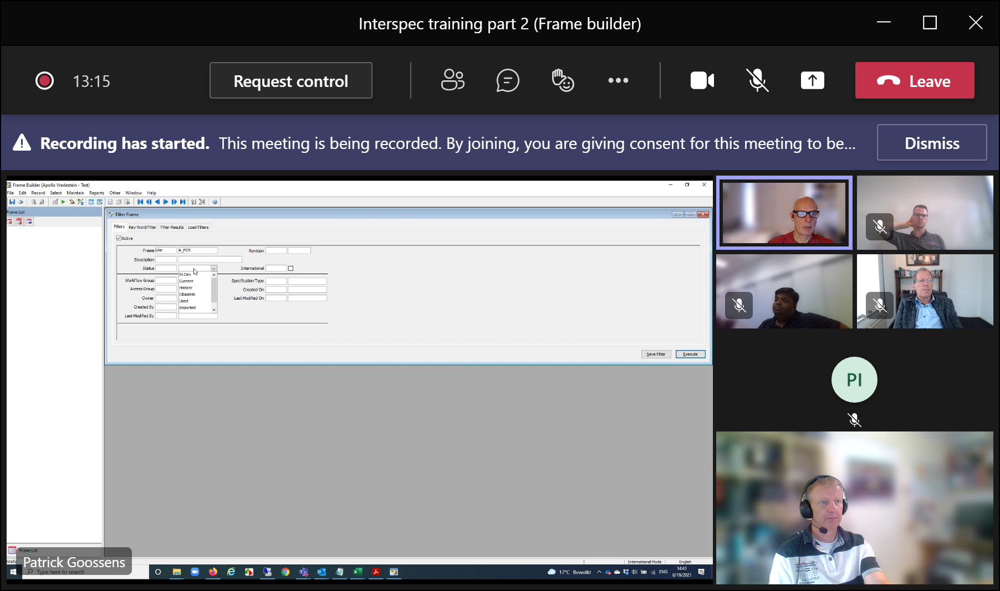 Interspec training part 2 (Frame builder)
13:15
Request control
Leave
Recording has started. This meeting is being recorded. By joining, you are giving consent for this meeting to be...
Dismiss
Frame Builder (Apollo Vredestein - Test)
File Edit Record Select Maintain Reports Other Window Help
Frame List
Filter Frame
Filters Key Word Filter Filter Results Load Filters
Active
Frame Like A_PCR Revision
Description
Status International
In Dev
Current
Historic
Obsolete
Used
Imported
WorkFlow Group Specification Type
Access Group Created On
Owner Last Modified On
Created By
Last Modified By
Save Filter Execute
PI
Frame List
Ready
Patrick Goossens
International Mode English
Type here to search
17°C Bewolkt ENG
14:41
8/19/2021